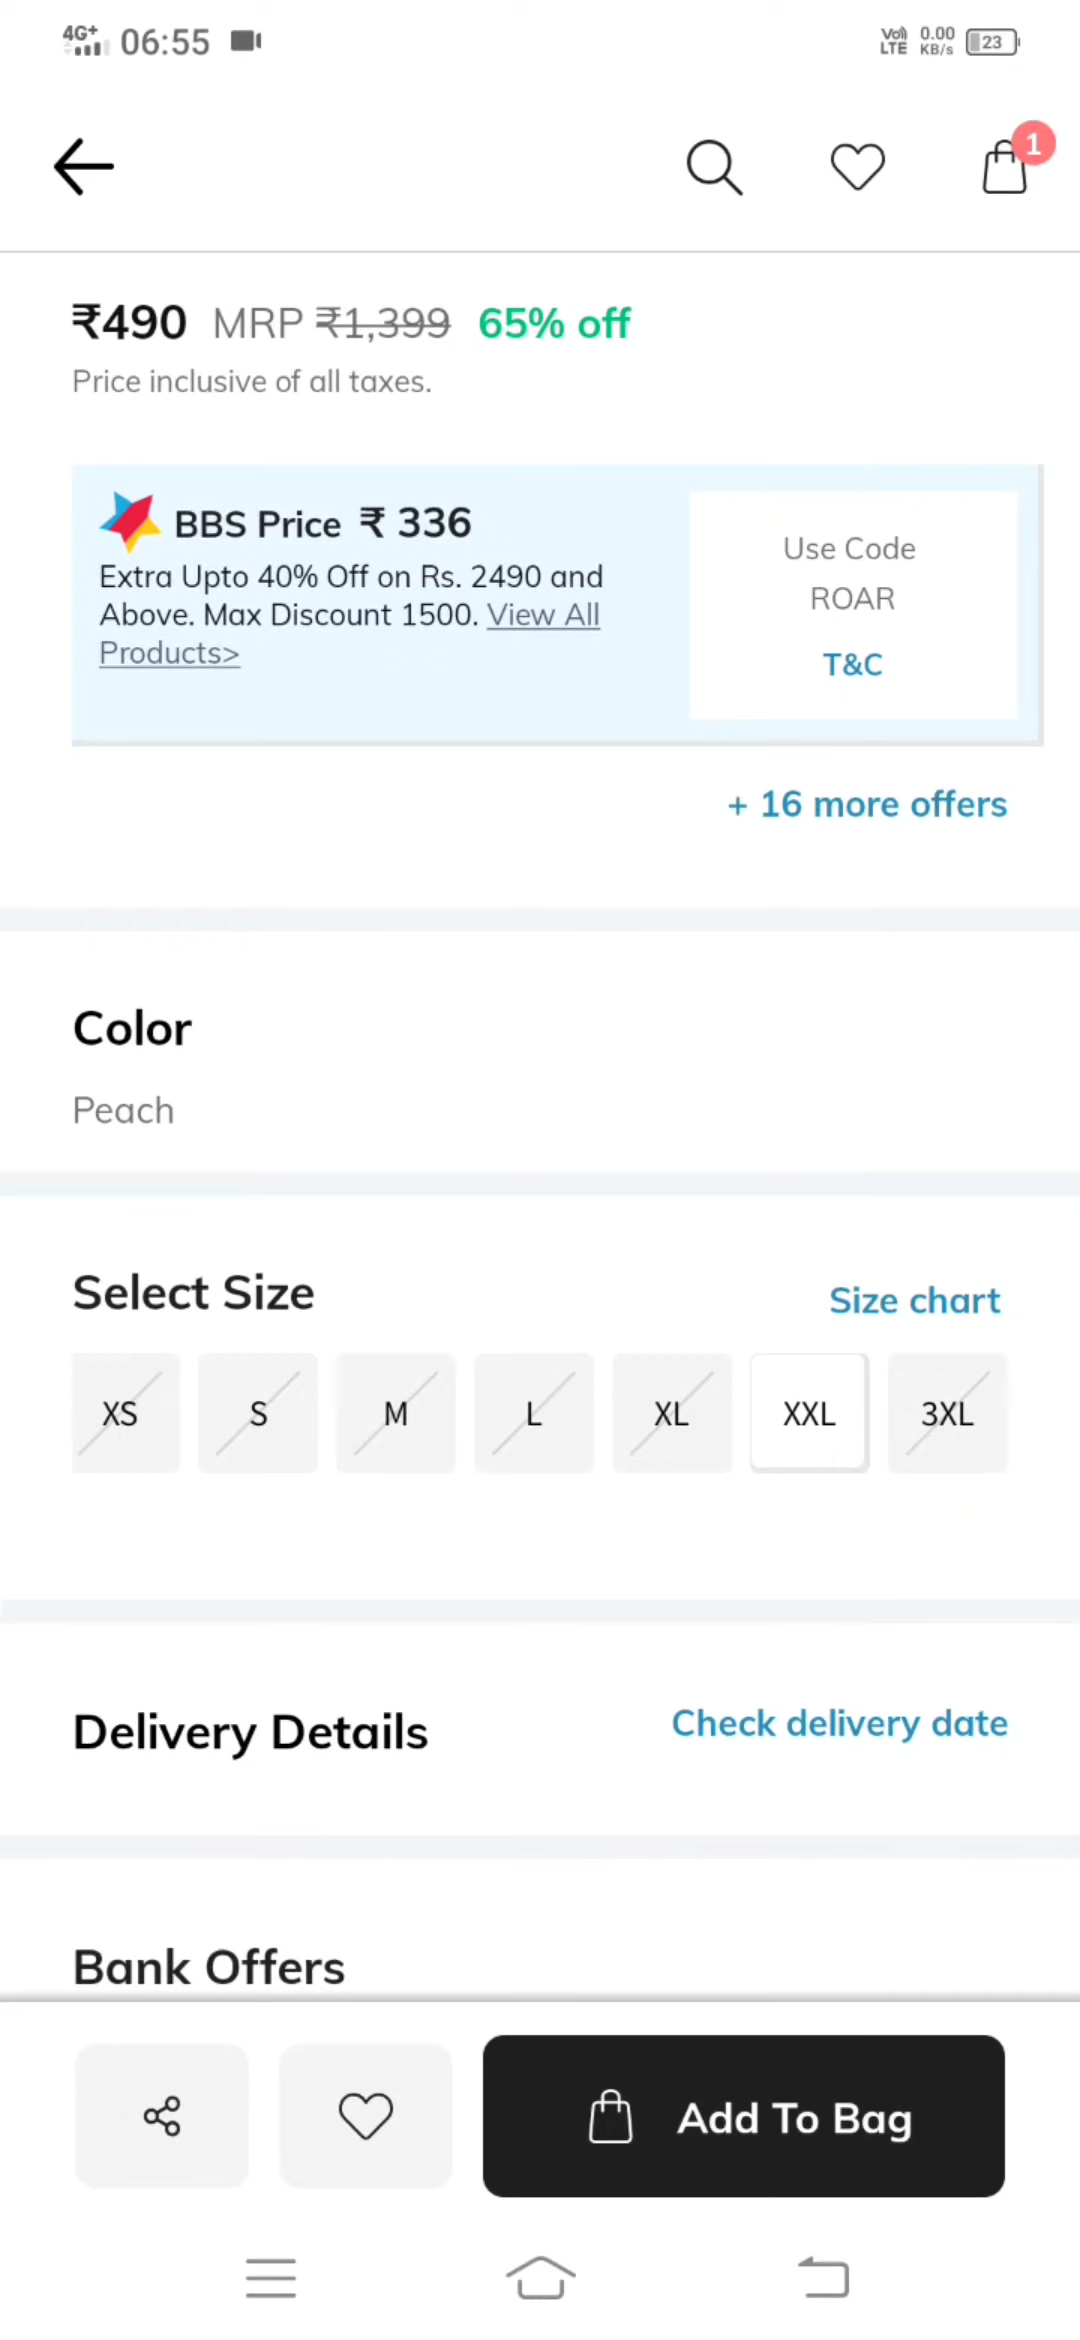 4G+ 06:55 Vo) LTE 0.00 KB/s 23
1
₹490 MRP ₹1,399 65% off
Price inclusive of all taxes.
BBS Price ₹ 336
Extra Upto 40% Off on Rs. 2490 and
Above. Max Discount 1500. View All
Products>
Use Code
ROAR
T&C
+ 16 more offers
Color
Peach
Select Size
Size chart
XS S M L XL XXL 3XL
Delivery Details
Check delivery date
Bank Offers
Add To Bag